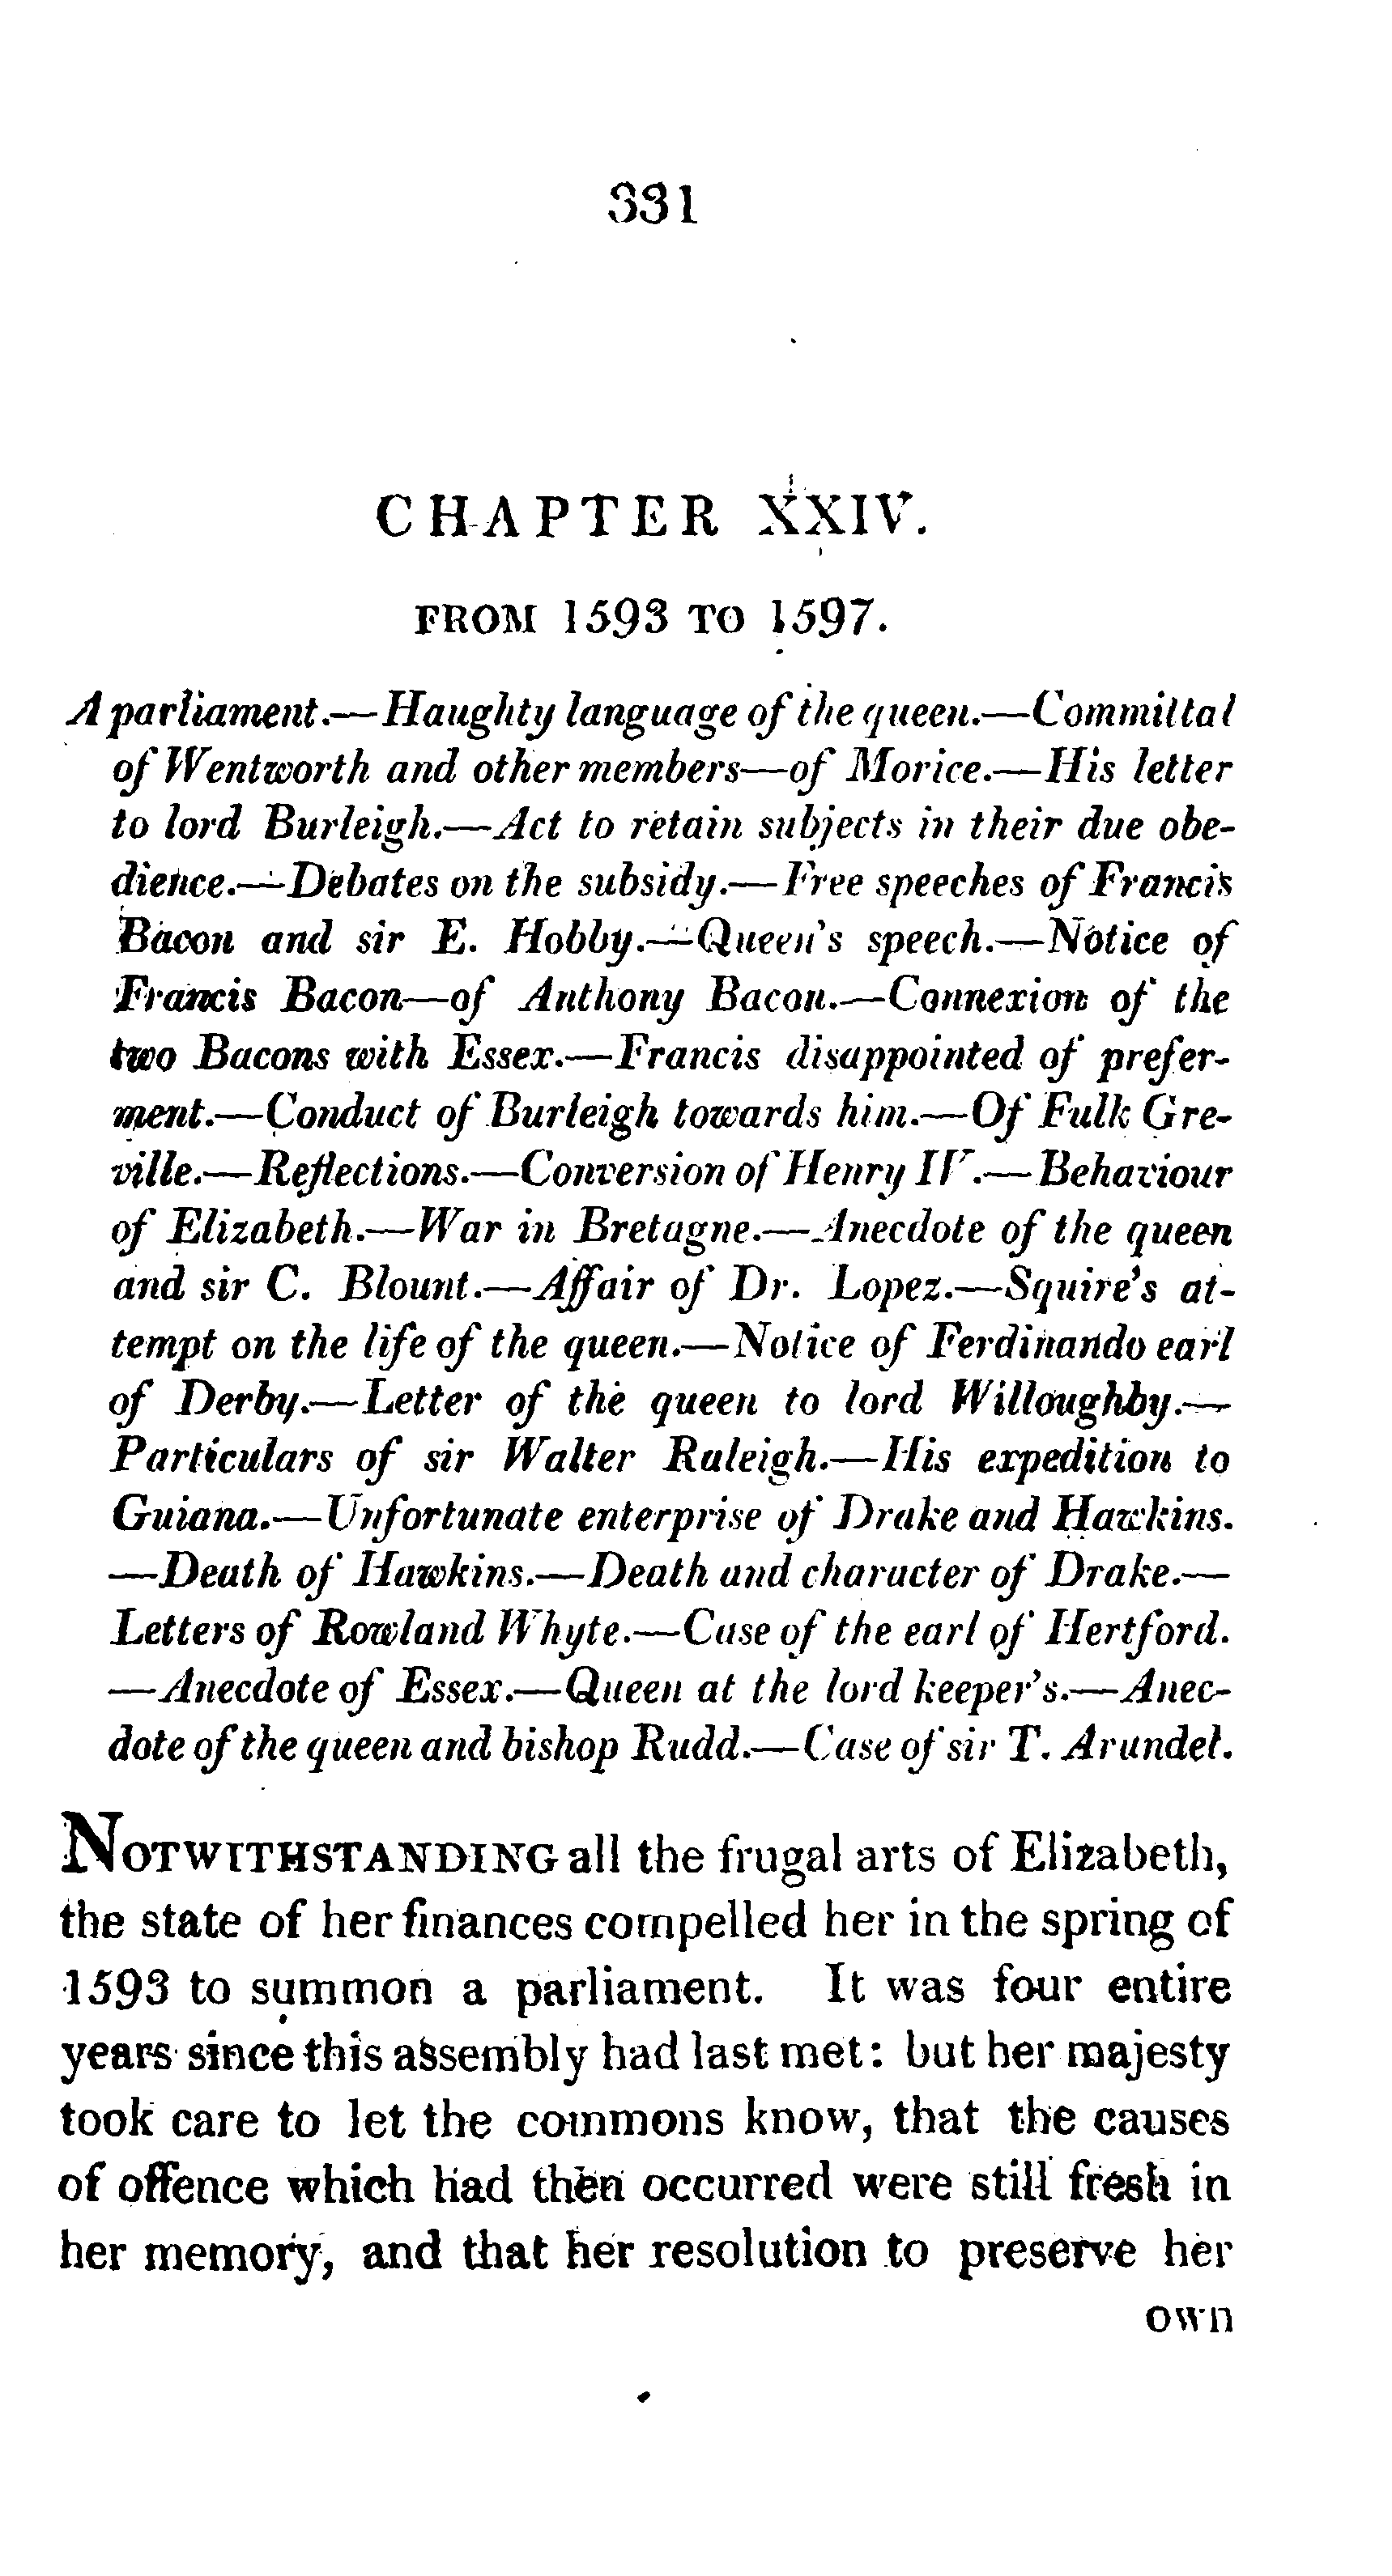 331
CHAPTER XXIV.
FROM 1593 TO 1597.
A parliament.—Haughty language of the queen.—Committal
of Wentworth and other members—of Morice.—His letter
to lord Burleigh.—Act to retain subjects in their due obe-
dience.—Debates on the subsidy.—Free speeches of Francis
Bacon and sir E. Hobby.—Queen's speech.—Notice of
Francis Bacon—of Anthony Bacon.—Connexion of the
two Bacons with Essex.—Francis disappointed of prefer-
ment.—Conduct of Burleigh towards him.—Of Fulk Gre-
ville.—Reflections.—Conversion of Henry IV.—Behaviour
of Elizabeth.—War in Bretagne.—Anecdote of the queen
and sir C. Blount.—Affair of Dr. Lopez.—Squire's at-
tempt on the life of the queen.—Notice of Ferdinando earl
of Derby.—Letter of the queen to lord Willoughby.—
Particulars of sir Walter Raleigh.—His expedition to
Guiana.—Unfortunate enterprise of Drake and Hawkins.
—Death of Hawkins.—Death and character of Drake.—
Letters of Rowland Whyte.—Case of the earl of Hertford.
—Anecdote of Essex.—Queen at the lord keeper's.—Anec-
dote of the queen and bishop Rudd.—Case of sir T. Arundel.
NOTWITHSTANDING all the frugal arts of Elizabeth,
the state of her finances compelled her in the spring of
1593 to summon a parliament. It was four entire
years since this assembly had last met: but her majesty
took care to let the commons know, that the causes
of offence which had then occurred were still fresh in
her memory, and that her resolution to preserve her
own